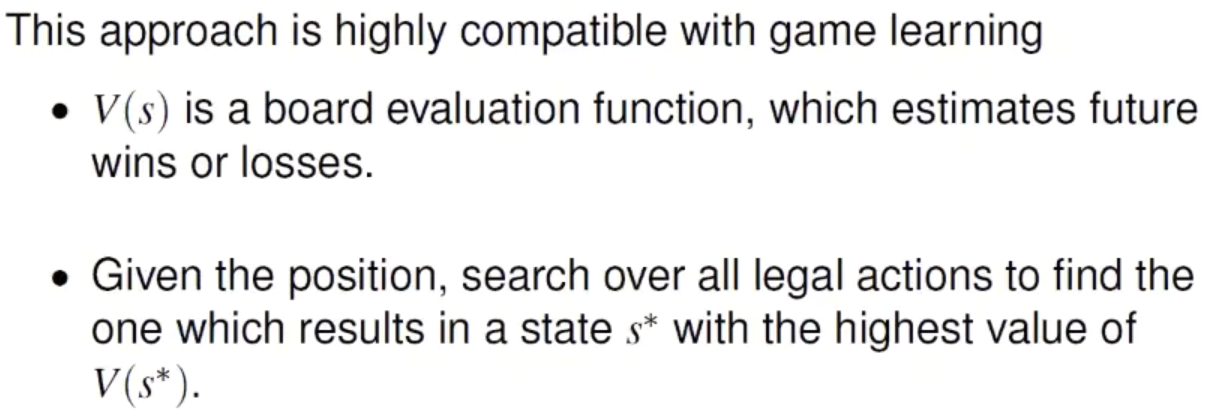 This approach is highly compatible with game learning
• V(s) is a board evaluation function, which estimates future
wins or losses.
• Given the position, search over all legal actions to find the
one which results in a state s* with the highest value of
V(s*).